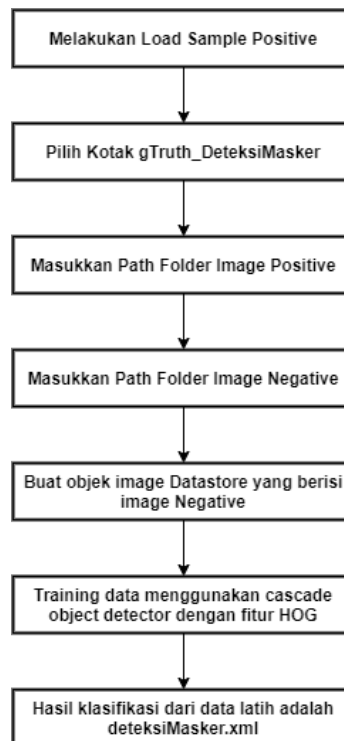 Melakukan Load Sample Positive
Pilih Kotak gTruth_DeteksiMasker
Masukkan Path Folder Image Positive
Masukkan Path Folder Image Negative
Buat objek image Datastore yang berisi
image Negative
Training data menggunakan cascade
object detector dengan fitur HOG
Hasil klasifikasi dari data latih adalah
deteksiMasker.xml